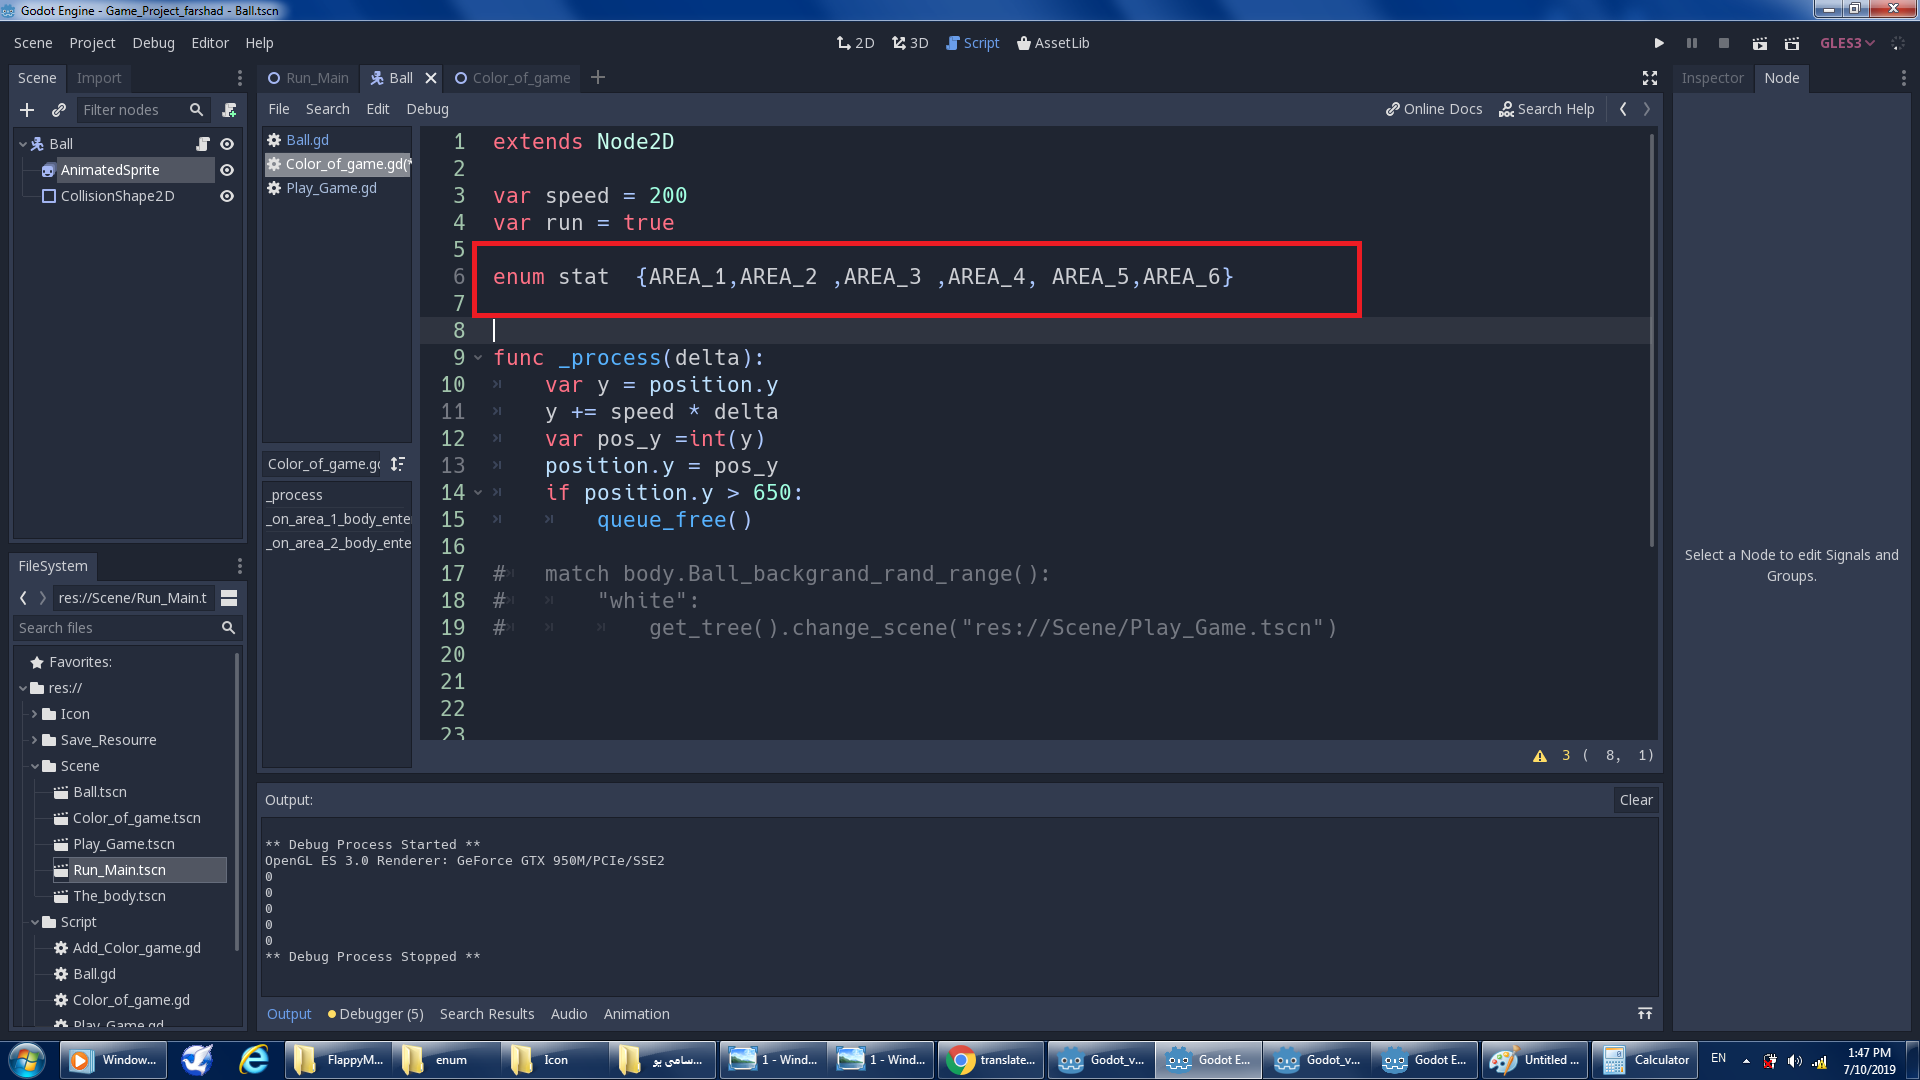 Godot Engine - Game_Project_farshad - Ball.tscn
Scene Project Debug Editor Help
2D 3D Script AssetLib
GLES3
Scene Import
Filter nodes
Ball
AnimatedSprite
CollisionShape2D
FileSystem
res://Scene/Run_Main.t
Search files
Favorites:
res://
Icon
Save_Resourre
Scene
Ball.tscn
Color_of_game.tscn
Play_Game.tscn
Run_Main.tscn
The_body.tscn
Script
Add_Color_game.gd
Ball.gd
Color_of_game.gd
Play_Game.gd
Run_Main Ball Color_of_game
File Search Edit Debug
Online Docs Search Help
Ball.gd
Color_of_game.gd(*
Play_Game.gd
Color_of_game.gd
_process
_on_area_1_body_ente
_on_area_2_body_ente
1 extends Node2D
2
3 var speed = 200
4 var run = true
5
6 enum stat {AREA_1,AREA_2 ,AREA_3 ,AREA_4, AREA_5,AREA_6}
7
8
9 func _process(delta):
10 var y = position.y
11 y += speed * delta
12 var pos_y =int(y)
13 position.y = pos_y
14 if position.y > 650:
15 queue_free()
16
17 # match body.Ball_backgrand_rand_range():
18 # "white":
19 # get_tree().change_scene("res://Scene/Play_Game.tscn")
20
21
22
23
3 ( 8, 1)
Output:
Clear
** Debug Process Started **
OpenGL ES 3.0 Renderer: GeForce GTX 950M/PCIe/SSE2
0
0
0
0
0
** Debug Process Stopped **
Output Debugger (5) Search Results Audio Animation
Inspector Node
Select a Node to edit Signals and
Groups.
Window... FlappyM... enum Icon سامی یو... 1 - Wind... 1 - Wind... translate... Godot_v... Godot E... Godot_v... Godot E... Untitled ... Calculator
EN
1:47 PM
7/10/2019